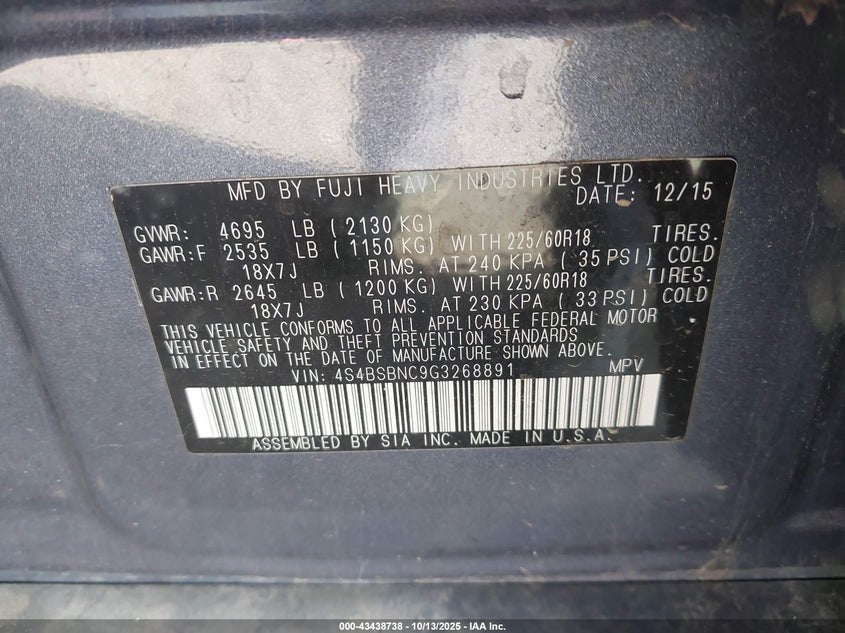 MFD BY FUJI HEAVY INDUSTRIES LTD.
DATE: 12/15
GVWR: 4695 LB ( 2130 KG)
GAWR:F 2535 LB ( 1150 KG) WITH 225/60R18 TIRES.
18X7J RIMS. AT 240 KPA ( 35 PSI) COLD
GAWR:R 2645 LB ( 1200 KG) WITH 225/60R18 TIRES.
18X7J RIMS. AT 230 KPA ( 33 PSI) COLD
THIS VEHICLE CONFORMS TO ALL APPLICABLE FEDERAL MOTOR
VEHICLE SAFETY AND THEFT PREVENTION STANDARDS
IN EFFECT ON THE DATE OF MANUFACTURE SHOWN ABOVE.
VIN: 4S4BSBNC9G3268891 MPV
ASSEMBLED BY SIA INC. MADE IN U.S.A.
000-43438738 - 10/13/2025 - IAA Inc.